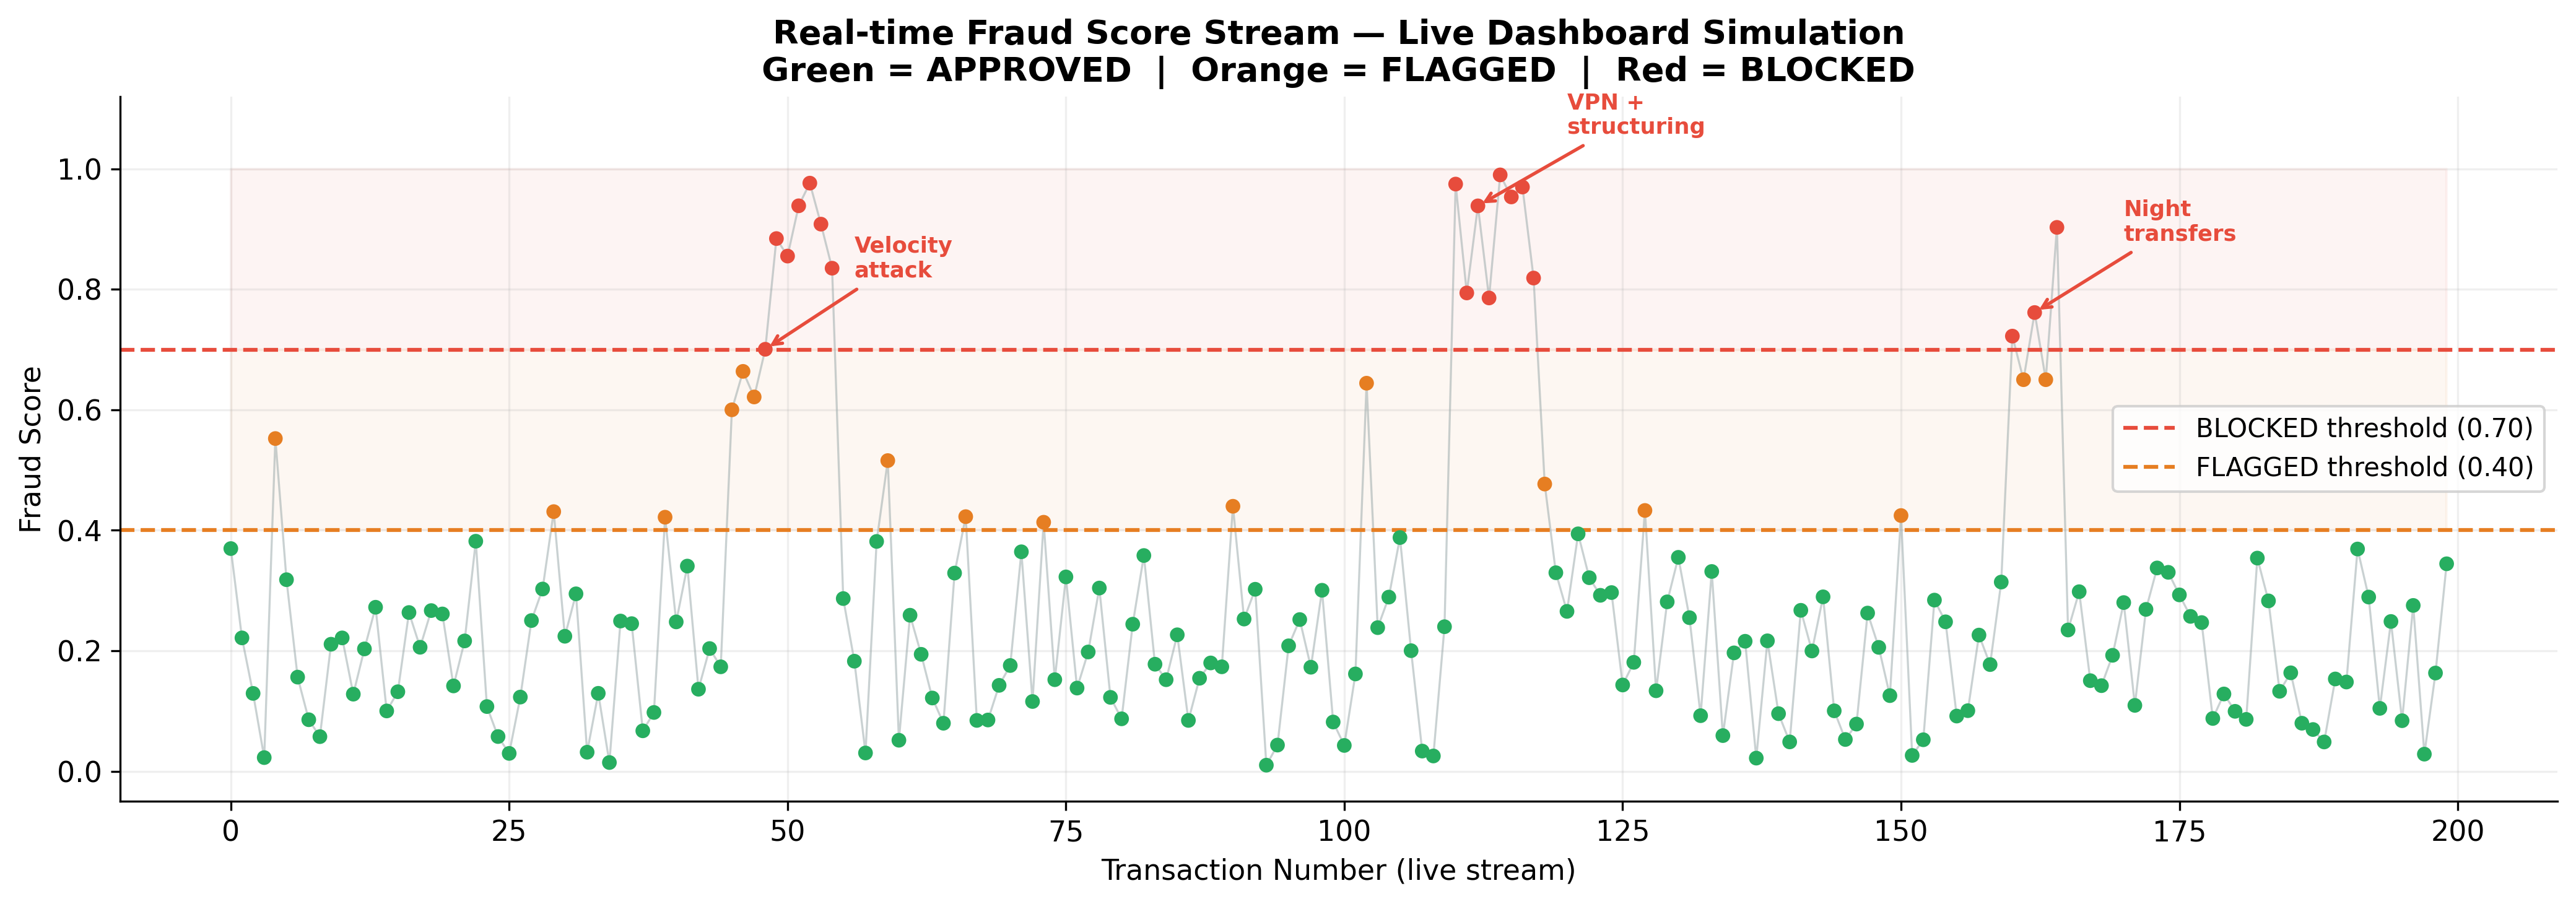 Real-time Fraud Score Stream — Live Dashboard Simulation
Green = APPROVED | Orange = FLAGGED | Red = BLOCKED
VPN +
structuring
Night
transfers
Velocity
attack
1.0
0.8
0.6
0.4
0.2
0.0
Fraud Score
BLOCKED threshold (0.70)
FLAGGED threshold (0.40)
0
25
50
75
100
125
150
175
200
Transaction Number (live stream)